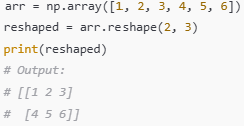 arr = np.array([1, 2, 3, 4, 5, 6])
reshaped = arr.reshape(2, 3)
print(reshaped)
# Output:
# [[1 2 3]
#  [4 5 6]]